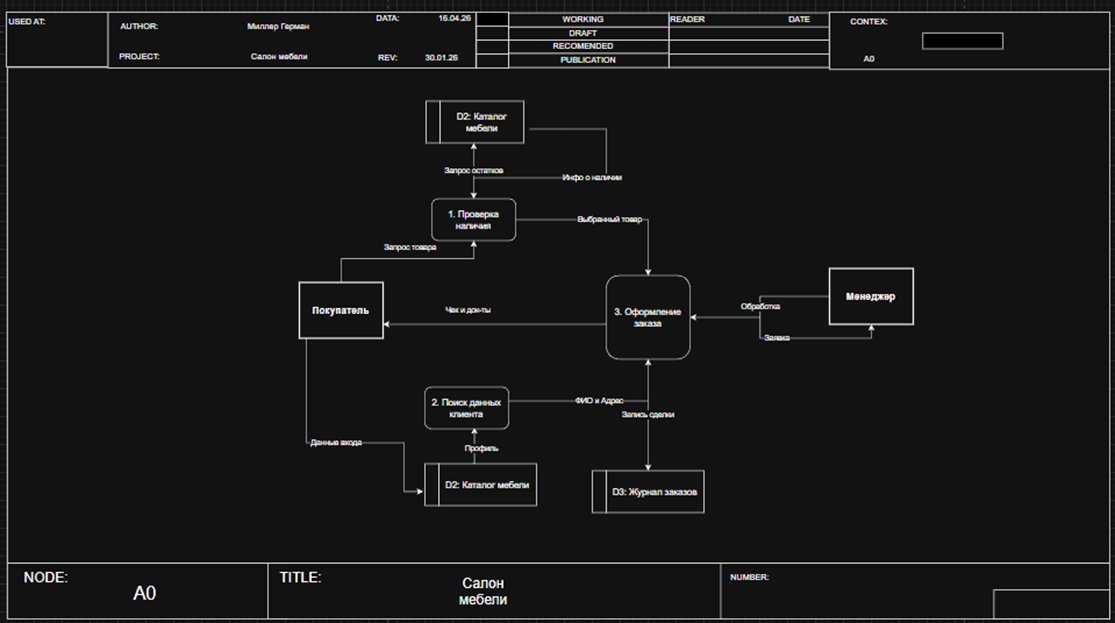 USED AT:
AUTHOR:
Миллер Герман
DATA:
16.04.26
PROJECT:
Салон мебели
REV:
30.01.26
WORKING
DRAFT
RECOMENDED
PUBLICATION
READER
DATE
CONTEX:
A0
D2: Каталог
мебели
Запрос остатков
Инфо о наличии
1. Проверка
наличия
Выбранный товар
Запрос товара
Покупатель
Чек и док-ты
3. Оформление
заказа
Обработка
Менеджер
Заявка
2. Поиск данных
клиента
ФИО и Адрес
Запись сделки
Данные входа
Профиль
D2: Каталог мебели
D3: Журнал заказов
NODE:
A0
TITLE:
Салон
мебели
NUMBER: